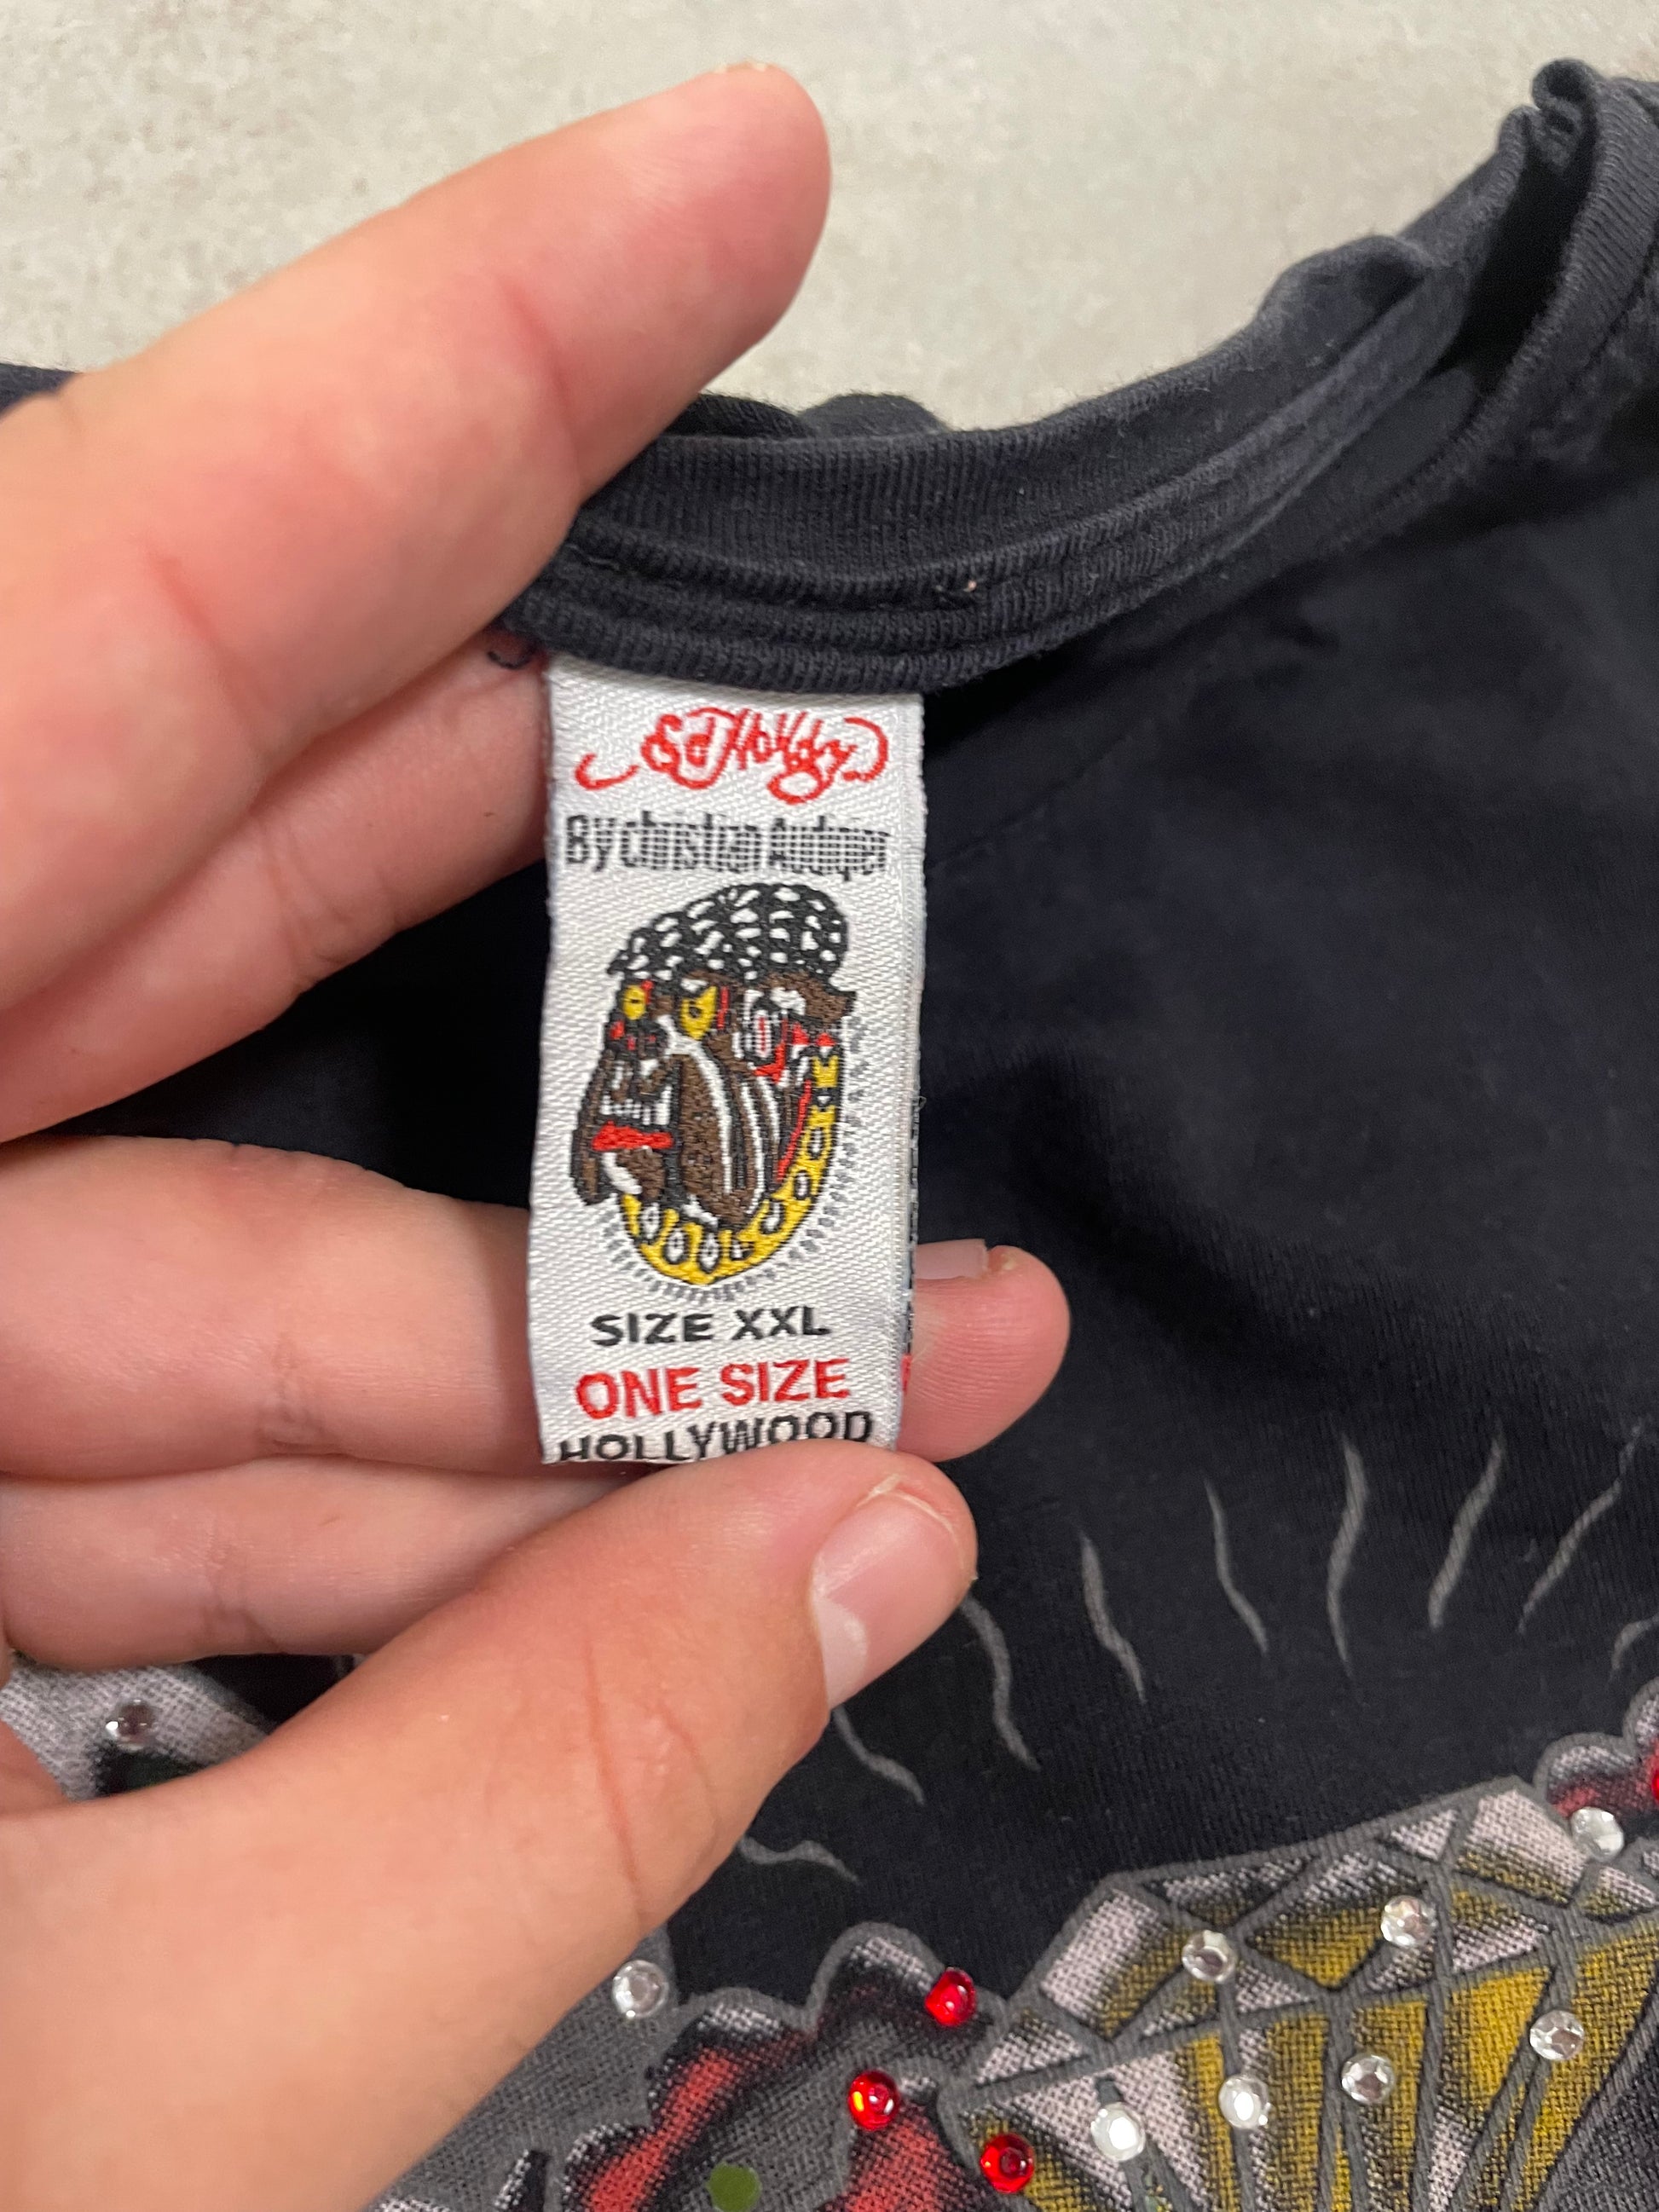 Ed Hardy
By Christian Audigier
SIZE XXL
ONE SIZE
HOLLYWOOD